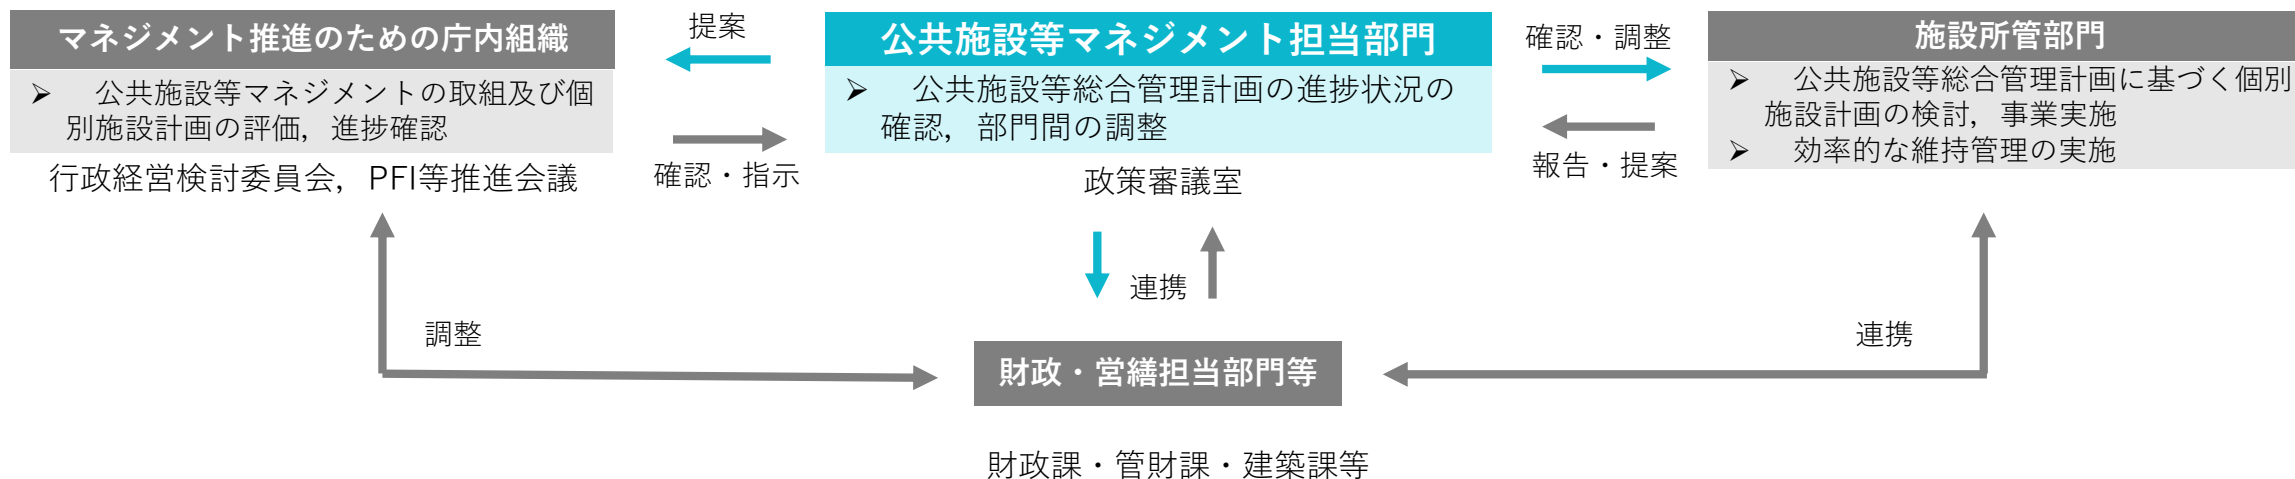 マネジメント推進のための庁内組織
➢ 公共施設等マネジメントの取組及び個
別施設計画の評価，進捗確認
行政経営検討委員会，PFI等推進会議
提案
確認・指示
公共施設等マネジメント担当部門
➢ 公共施設等総合管理計画の進捗状況の
確認，部門間の調整
政策審議室
確認・調整
報告・提案
施設所管部門
➢ 公共施設等総合管理計画に基づく個別
施設計画の検討，事業実施
➢ 効率的な維持管理の実施
連携
調整
連携
財政・営繕担当部門等
財政課・管財課・建築課等